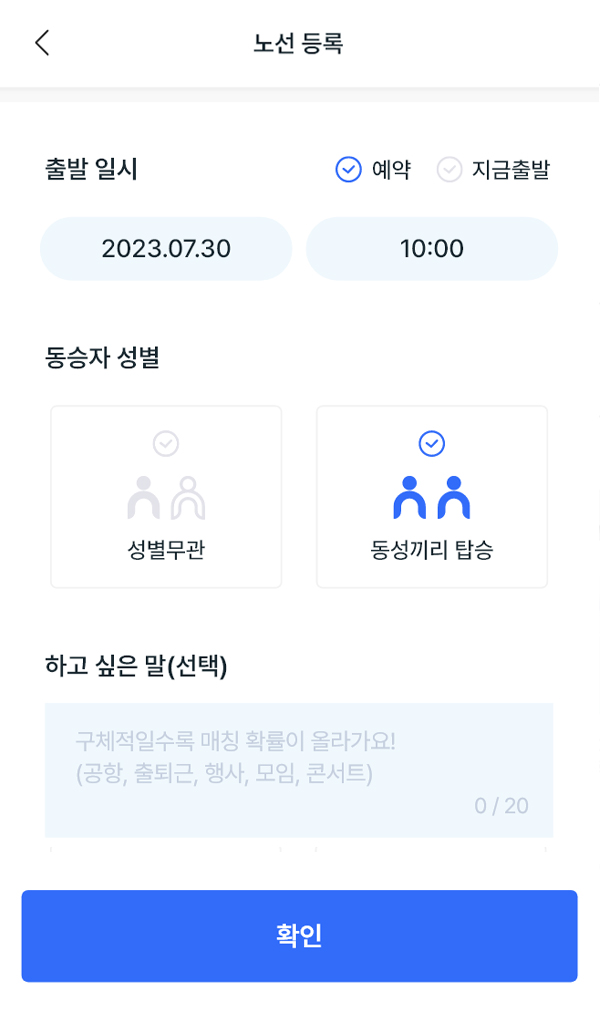 노선 등록
출발 일시
예약
지금출발
2023.07.30
10:00
동승자 성별
성별무관
동성끼리 탑승
하고 싶은 말(선택)
구체적일수록 매칭 확률이 올라가요!
(공항, 출퇴근, 행사, 모임, 콘서트)
0 / 20
확인